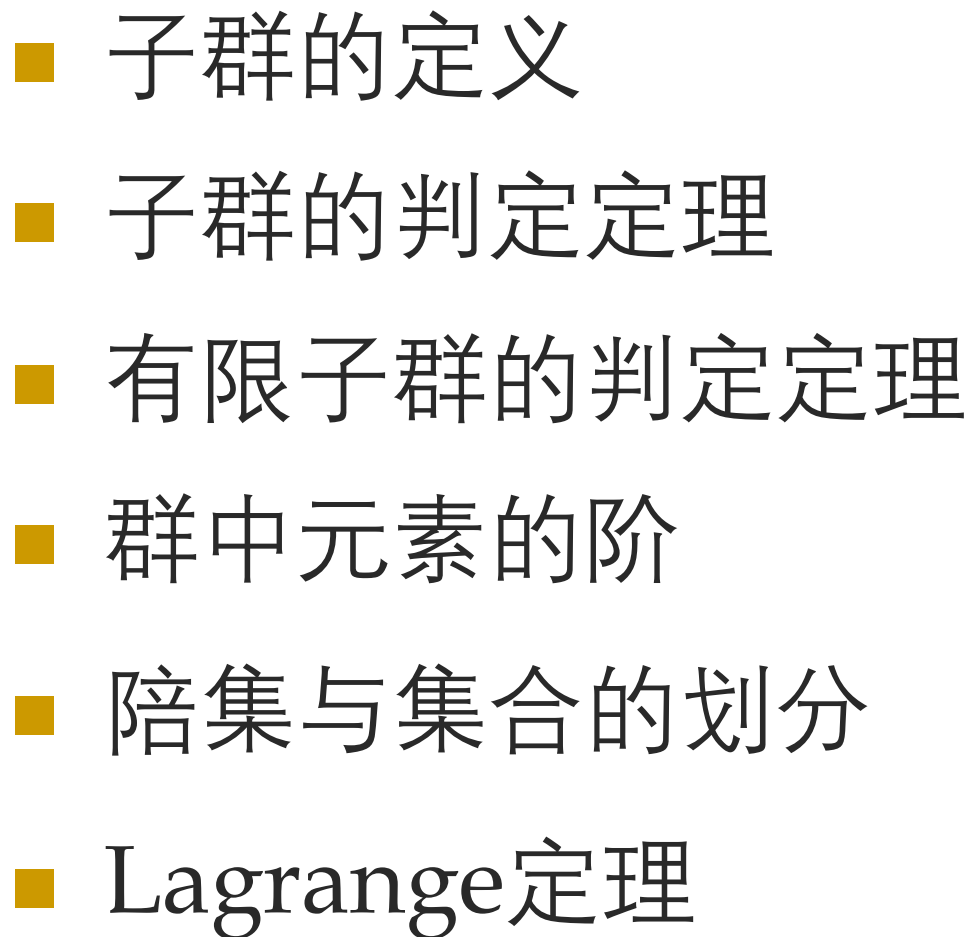 子群的定义
子群的判定定理
有限子群的判定定理
群中元素的阶
陪集与集合的划分
Lagrange定理